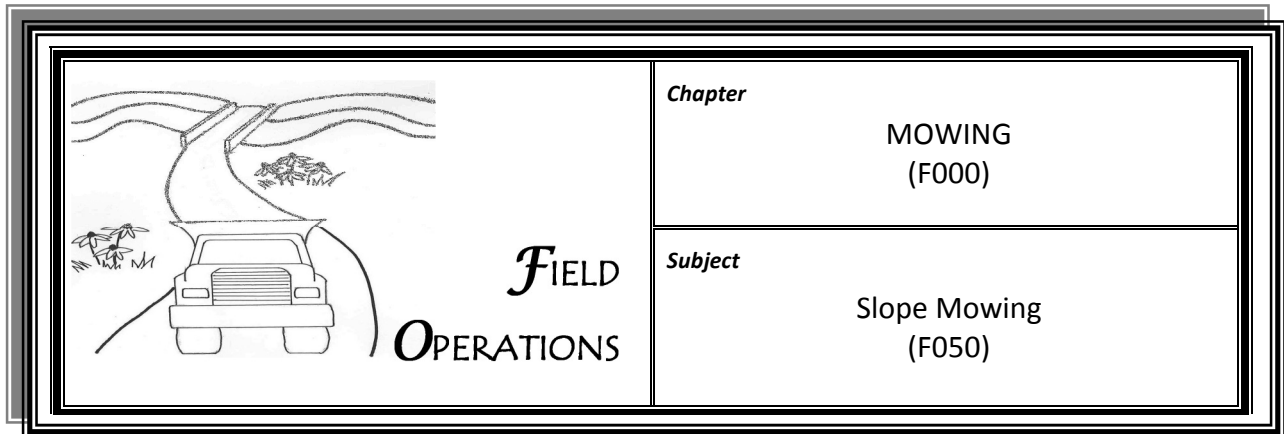 FIELD
OPERATIONS
Chapter
MOWING
(F000)
Subject
Slope Mowing
(F050)